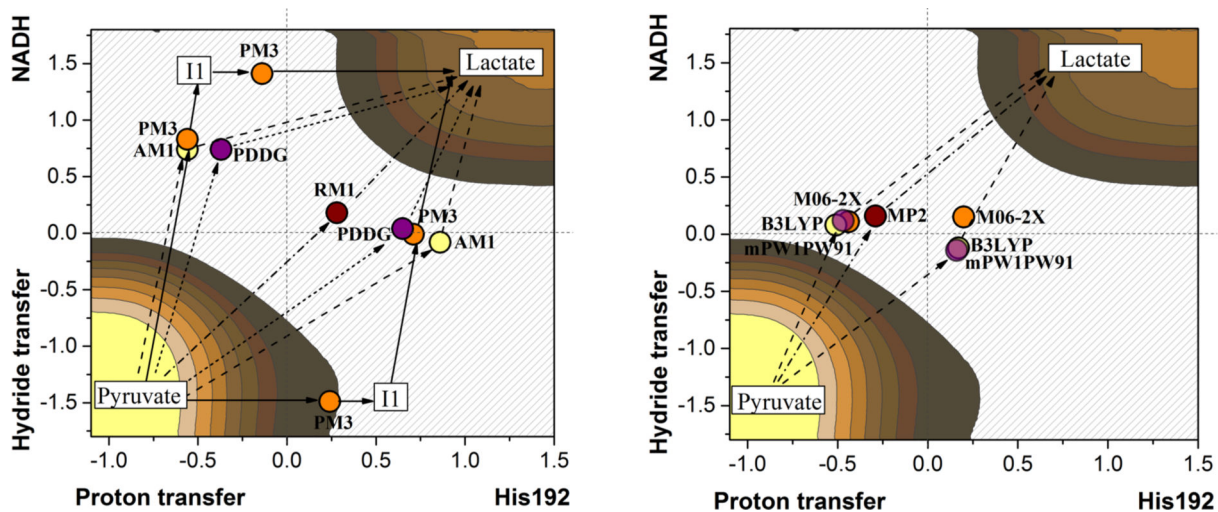 NADH
Hydride transfer
1.5
1.0
0.5
0.0
-0.5
-1.0
-1.5
I1
PM3
Lactate
PM3
AM1
PDDG
RM1
PDDG
PM3
AM1
Pyruvate
PM3
I1
-1.0
-0.5
0.0
0.5
1.0
1.5
Proton transfer
His192
NADH
Hydride transfer
1.5
1.0
0.5
0.0
-0.5
-1.0
-1.5
Lactate
M06-2X
B3LYP
mPW1PW91
MP2
M06-2X
B3LYP
mPW1PW91
Pyruvate
-1.0
-0.5
0.0
0.5
1.0
1.5
Proton transfer
His192